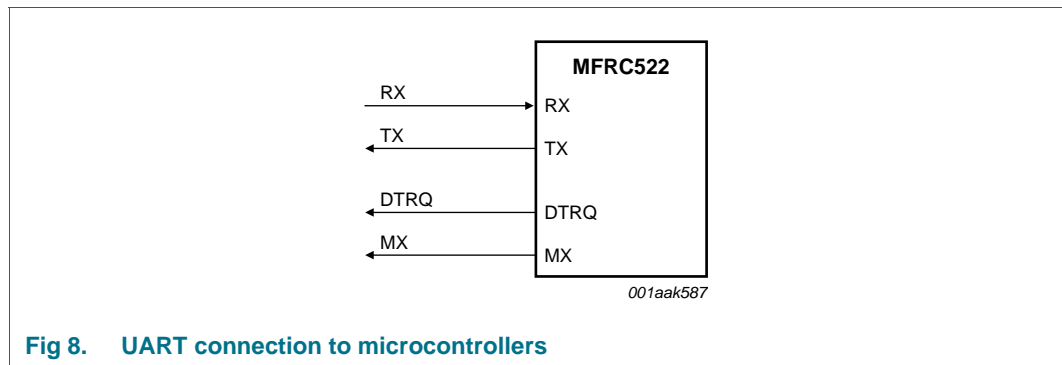 MFRC522
RX
RX
TX
TX
DTRQ
DTRQ
MX
MX
001aak587
Fig 8. UART connection to microcontrollers